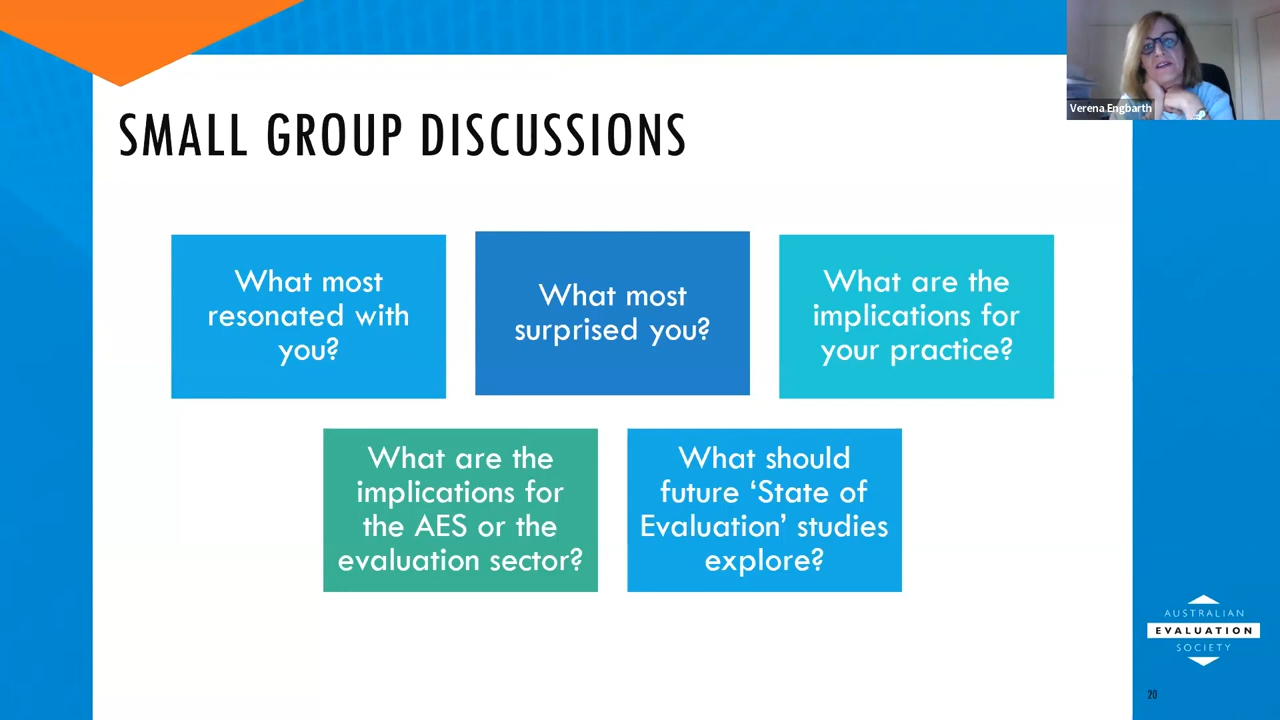 Verena Engbarth
SMALL GROUP DISCUSSIONS
What most
resonated with
you?
What most
surprised you?
What are the
implications for
your practice?
What are the
implications for
the AES or the
evaluation sector?
What should
future ‘State of
Evaluation’ studies
explore?
AUSTRALIAN
EVALUATION
SOCIETY
20